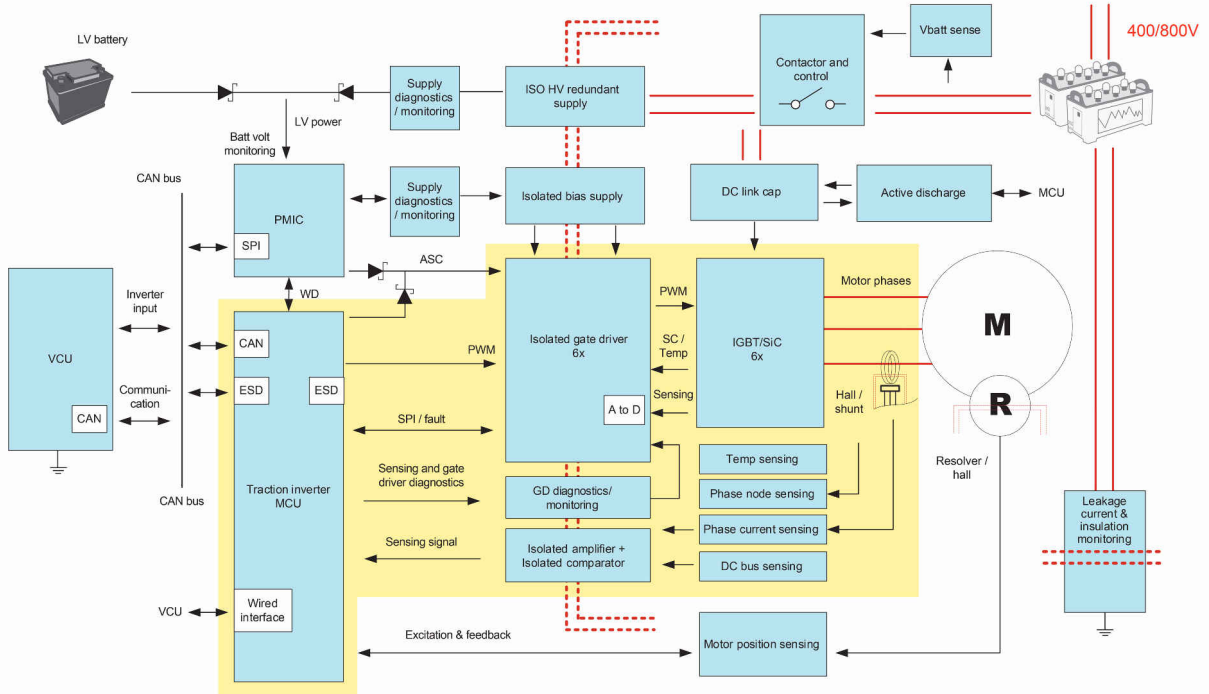 LV battery
400/800V
Vbatt sense
Contactor and
control
Supply
diagnostics
/ monitoring
ISO HV redundant
supply
LV power
Batt volt
monitoring
CAN bus
PMIC
SPI
Supply
diagnostics
/ monitoring
Isolated bias supply
DC link cap
Active discharge
MCU
ASC
WD
VCU
CAN
Inverter
input
Communi-
cation
CAN bus
CAN
ESD
ESD
Traction inverter
MCU
Wired
interface
VCU
PWM
SPI / fault
Sensing and gate
driver diagnostics
Sensing signal
Excitation & feedback
Isolated gate driver
6x
A to D
GD diagnostics/
monitoring
Isolated amplifier +
Isolated comparator
PWM
SC /
Temp
Sensing
IGBT/SiC
6x
Motor phases
Hall /
shunt
Temp sensing
Phase node sensing
Phase current sensing
DC bus sensing
Motor position sensing
M
R
Resolver /
hall
Leakage
current &
insulation
monitoring